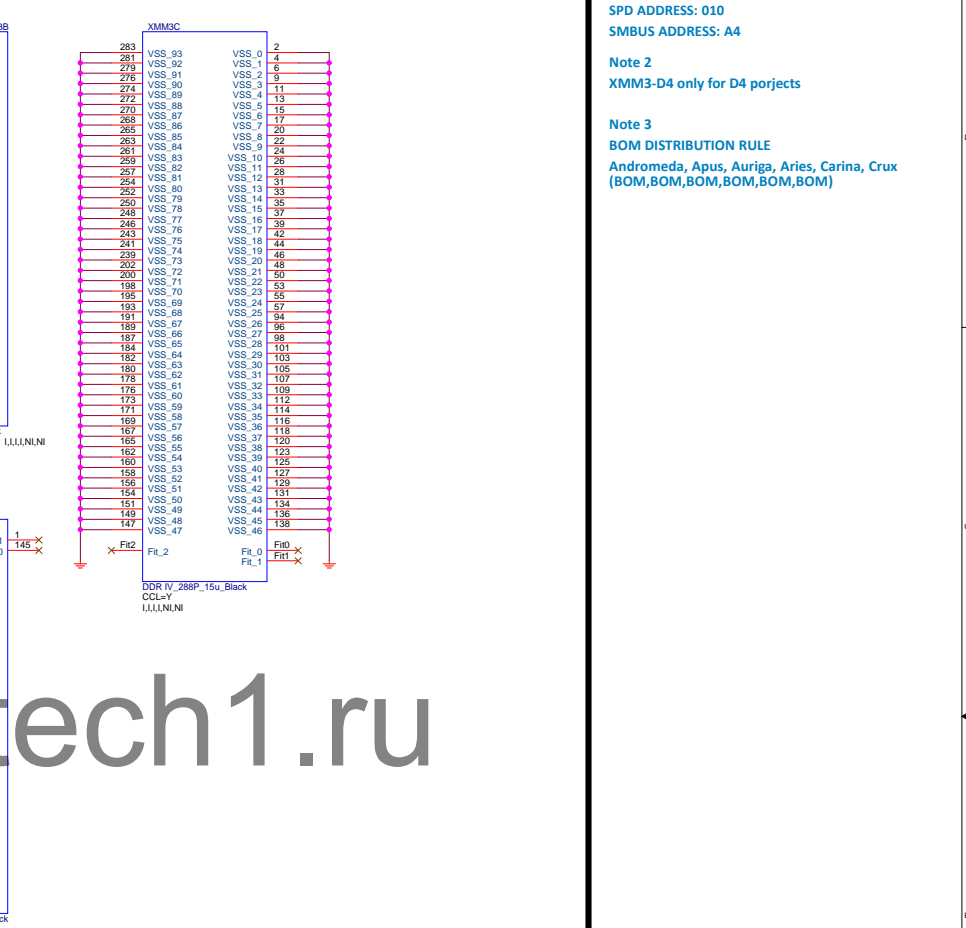 XMM3C
283 VSS_93 VSS_0 2
281 VSS_92 VSS_1 4
279 VSS_91 VSS_2 6
276 VSS_90 VSS_3 9
274 VSS_89 VSS_4 11
272 VSS_88 VSS_5 13
270 VSS_87 VSS_6 15
268 VSS_86 VSS_7 17
265 VSS_85 VSS_8 20
263 VSS_84 VSS_9 22
261 VSS_83 VSS_10 24
259 VSS_82 VSS_11 26
257 VSS_81 VSS_12 28
254 VSS_80 VSS_13 31
252 VSS_79 VSS_14 33
250 VSS_78 VSS_15 35
248 VSS_77 VSS_16 37
246 VSS_76 VSS_17 39
243 VSS_75 VSS_18 42
241 VSS_74 VSS_19 44
239 VSS_73 VSS_20 46
202 VSS_72 VSS_21 48
200 VSS_71 VSS_22 50
198 VSS_70 VSS_23 53
195 VSS_69 VSS_24 55
193 VSS_68 VSS_25 57
191 VSS_67 VSS_26 94
189 VSS_66 VSS_27 96
187 VSS_65 VSS_28 98
184 VSS_64 VSS_29 101
182 VSS_63 VSS_30 103
180 VSS_62 VSS_31 105
178 VSS_61 VSS_32 107
176 VSS_60 VSS_33 109
173 VSS_59 VSS_34 112
171 VSS_58 VSS_35 114
169 VSS_57 VSS_36 116
167 VSS_56 VSS_37 118
165 VSS_55 VSS_38 120
162 VSS_54 VSS_39 123
160 VSS_53 VSS_40 125
158 VSS_52 VSS_41 127
156 VSS_51 VSS_42 129
154 VSS_50 VSS_43 131
151 VSS_49 VSS_44 134
149 VSS_48 VSS_45 136
147 VSS_47 VSS_46 138
Fit2 Fit_2 Fit_0 Fit0
Fit_1 Fit1
DDR IV_288P_15u_Black
CCL=Y
I,I,I,I,NI,NI
I,I,I,I,NI,NI
1
145
tech1.ru
SPD ADDRESS: 010
SMBUS ADDRESS: A4
Note 2
XMM3-D4 only for D4 porjects
Note 3
BOM DISTRIBUTION RULE
Andromeda, Apus, Auriga, Aries, Carina, Crux
(BOM,BOM,BOM,BOM,BOM,BOM)